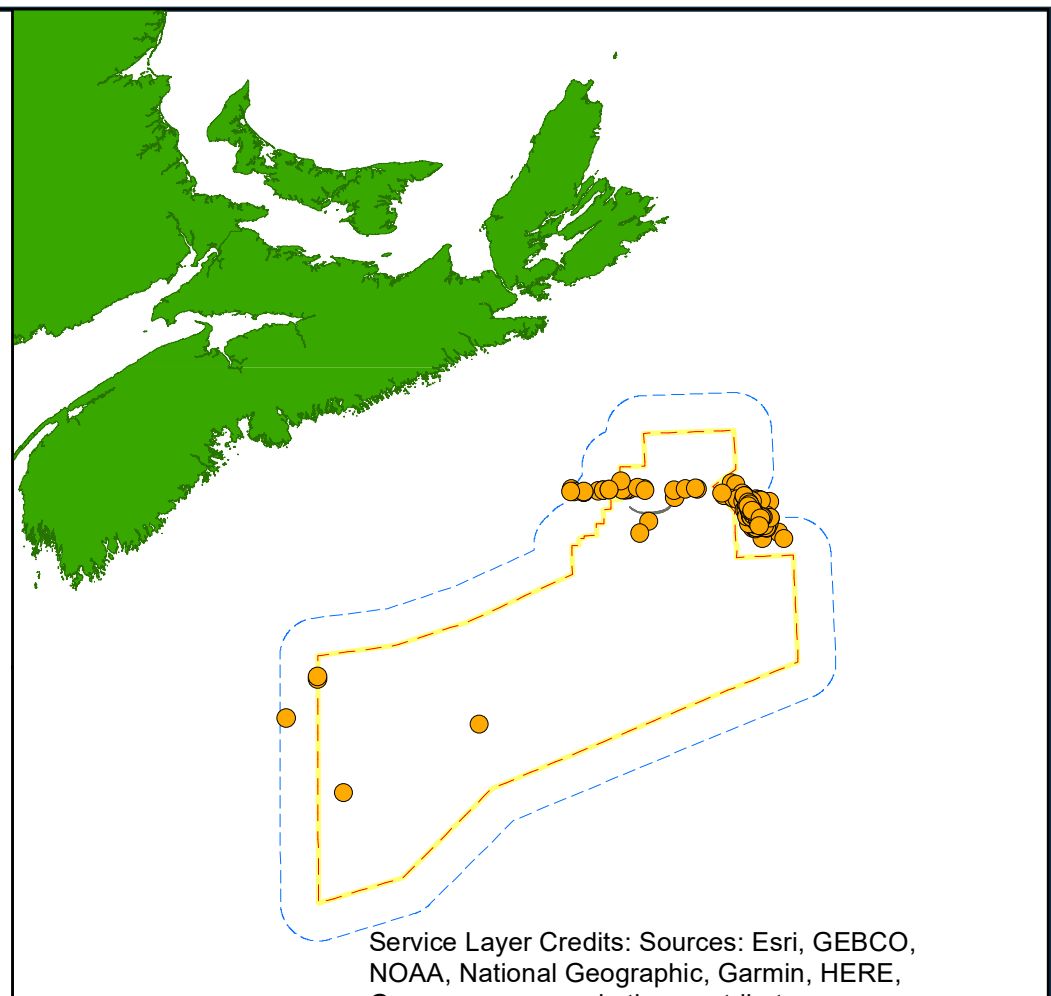 Service Layer Credits: Sources: Esri, GEBCO,
NOAA, National Geographic, Garmin, HERE,